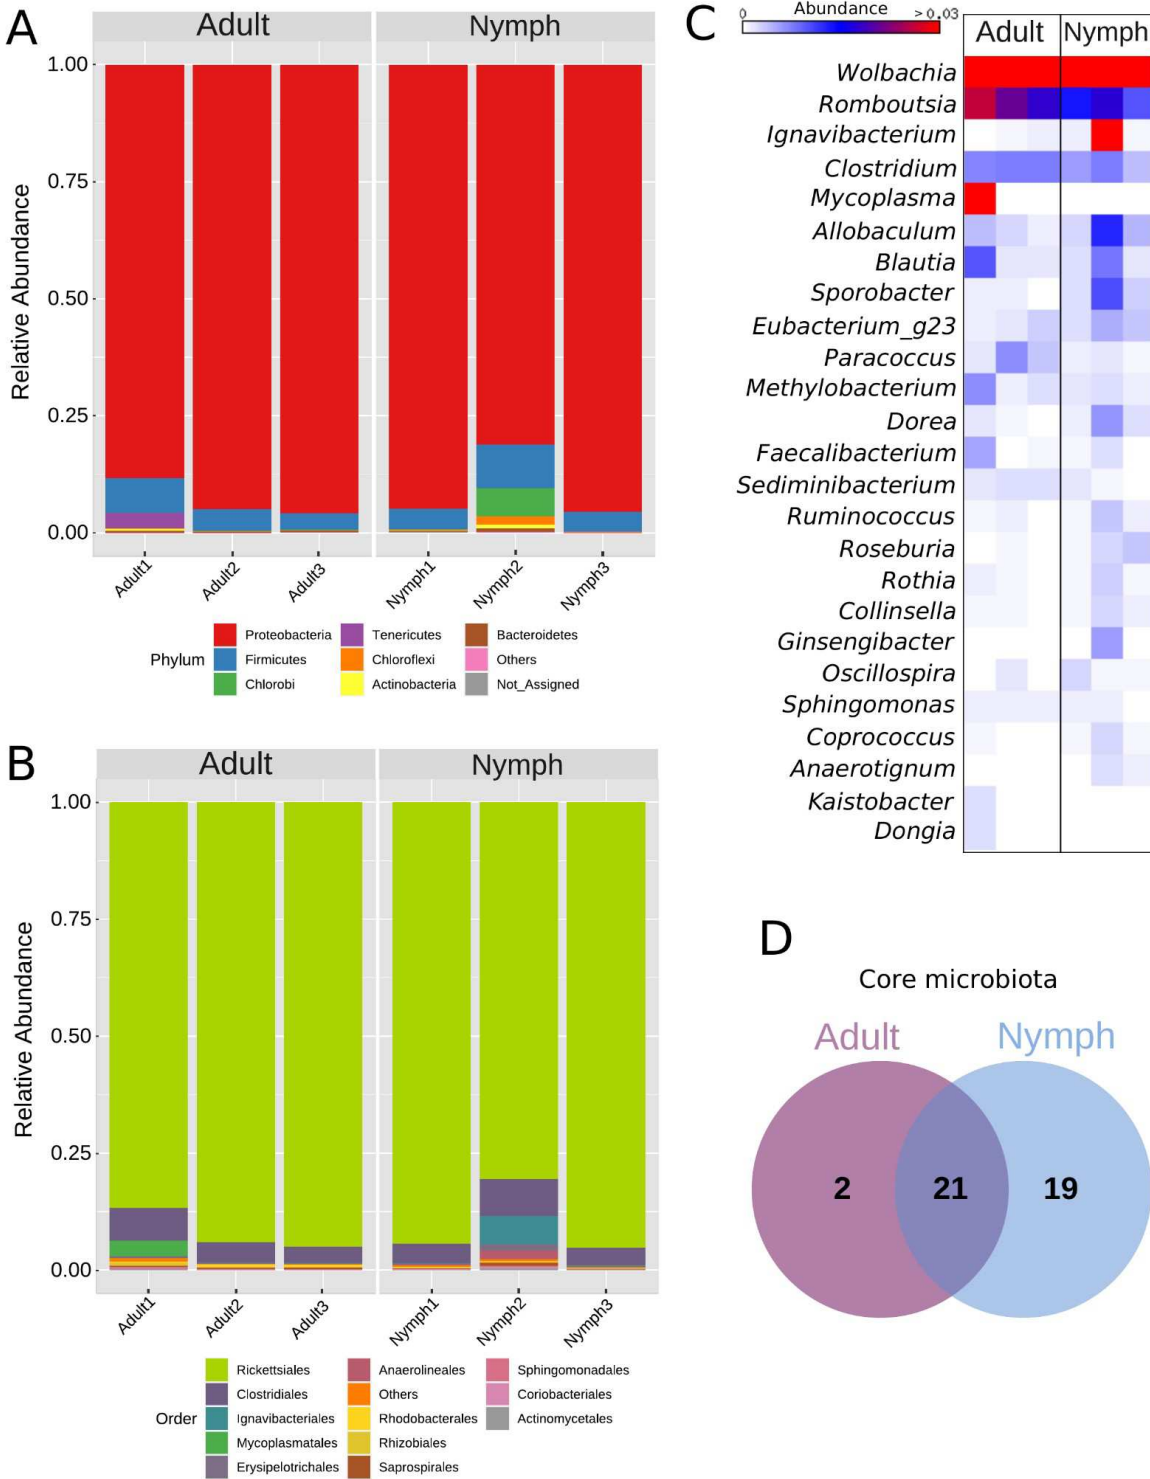 A
Adult
Nymph
1.00
0.75
0.50
0.25
0.00
Relative Abundance
Adult1
Adult2
Adult3
Nymph1
Nymph2
Nymph3
Phylum
Proteobacteria
Firmicutes
Chlorobi
Tenericutes
Chloroflexi
Actinobacteria
Bacteroidetes
Others
Not_Assigned
B
Adult
Nymph
1.00
0.75
0.50
0.25
0.00
Relative Abundance
Adult1
Adult2
Adult3
Nymph1
Nymph2
Nymph3
Order
Rickettsiales
Clostridiales
Ignavibacteriales
Mycoplasmatales
Erysipelotrichales
Anaerolineales
Others
Rhodobacterales
Rhizobiales
Saprospirales
Sphingomonadales
Coriobacteriales
Actinomycetales
C
0 Abundance >0.03
Adult
Nymph
Wolbachia
Romboutsia
Ignavibacterium
Clostridium
Mycoplasma
Allobaculum
Blautia
Sporobacter
Eubacterium_g23
Paracoccus
Methylobacterium
Dorea
Faecalibacterium
Sediminibacterium
Ruminococcus
Roseburia
Rothia
Collinsella
Ginsengibacter
Oscillospira
Sphingomonas
Coprococcus
Anaerotignum
Kaistobacter
Dongia
D
Core microbiota
Adult
Nymph
2
21
19